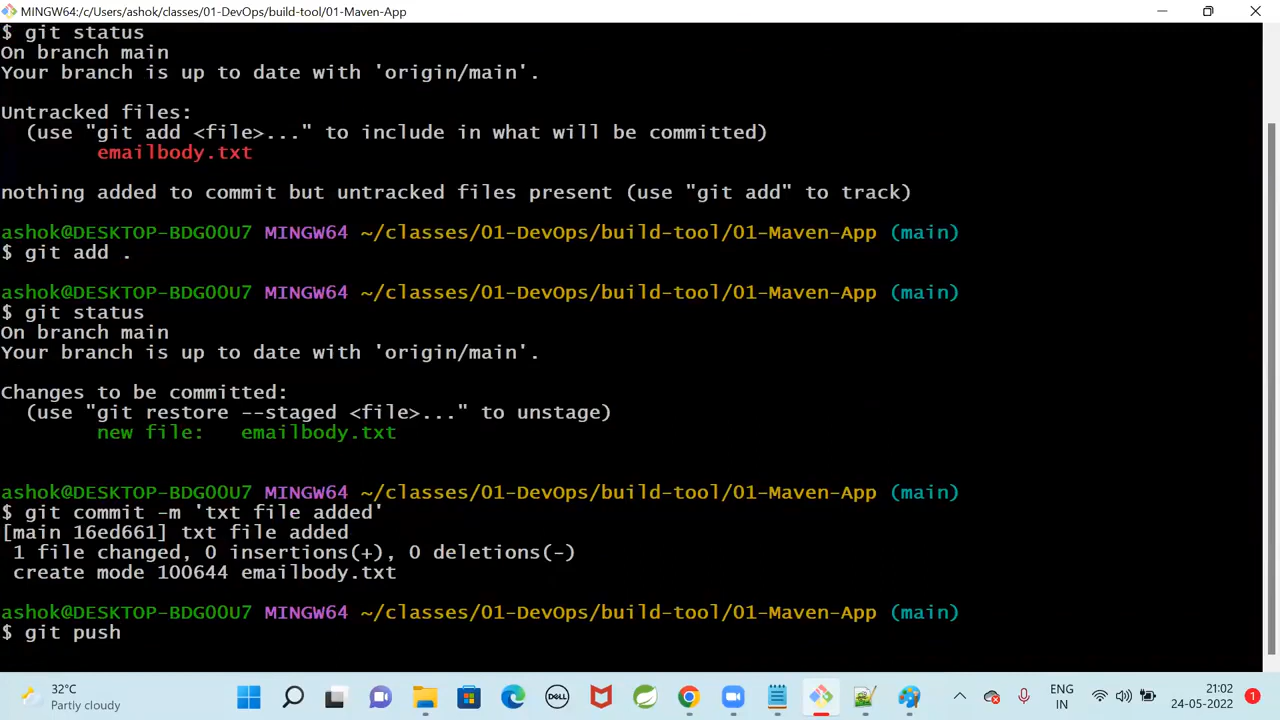 MINGW64:/c/Users/ashok/classes/01-DevOps/build-tool/01-Maven-App
$ git status
On branch main
Your branch is up to date with 'origin/main'.
Untracked files:
(use "git add <file>..." to include in what will be committed)
emailbody.txt
nothing added to commit but untracked files present (use "git add" to track)
ashok@DESKTOP-BDG00U7 MINGW64 ~/classes/01-DevOps/build-tool/01-Maven-App (main)
$ git add .
ashok@DESKTOP-BDG00U7 MINGW64 ~/classes/01-DevOps/build-tool/01-Maven-App (main)
$ git status
On branch main
Your branch is up to date with 'origin/main'.
Changes to be committed:
(use "git restore --staged <file>..." to unstage)
new file:   emailbody.txt
ashok@DESKTOP-BDG00U7 MINGW64 ~/classes/01-DevOps/build-tool/01-Maven-App (main)
$ git commit -m 'txt file added'
[main 16ed661] txt file added
1 file changed, 0 insertions(+), 0 deletions(-)
create mode 100644 emailbody.txt
ashok@DESKTOP-BDG00U7 MINGW64 ~/classes/01-DevOps/build-tool/01-Maven-App (main)
$ git push
32°C
Partly cloudy
DELL
ENG
IN
21:02
24-05-2022
1